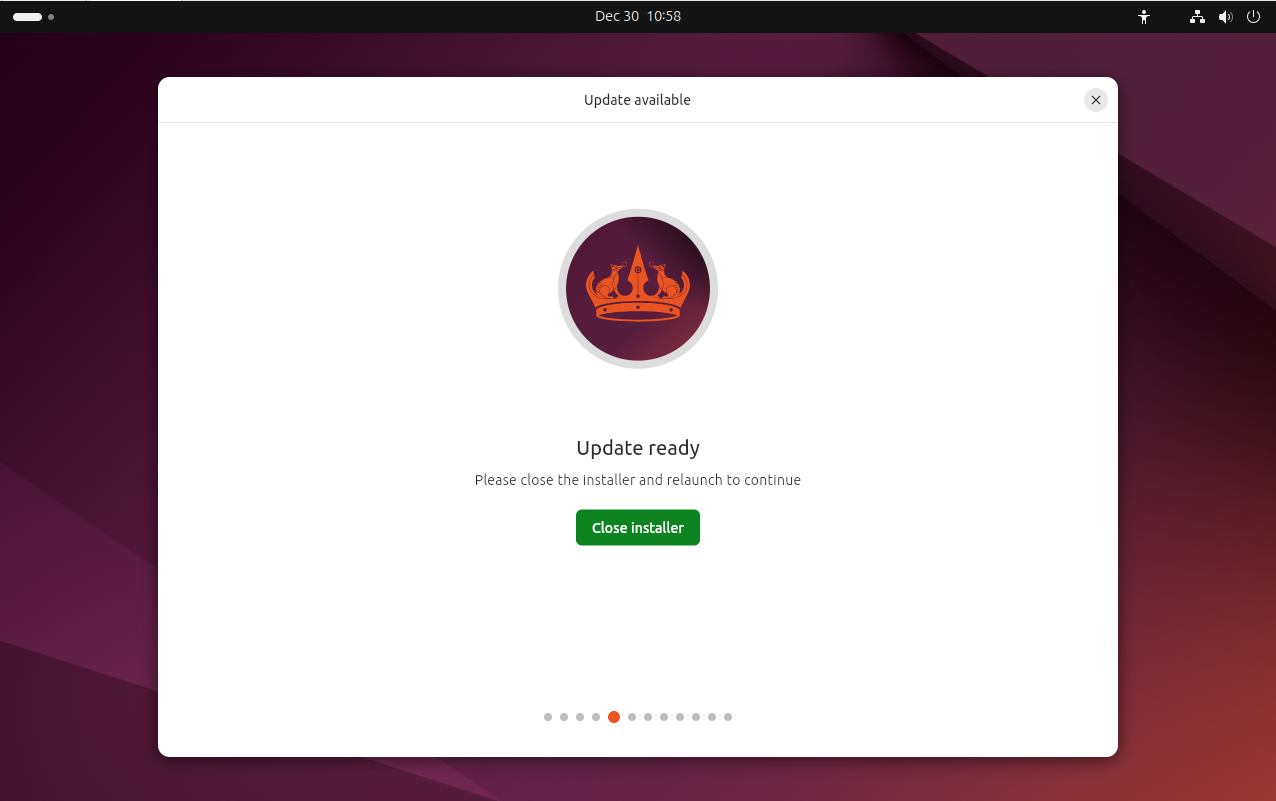 Dec 30 10:58
Update available
Update ready
Please close the installer and relaunch to continue
Close installer